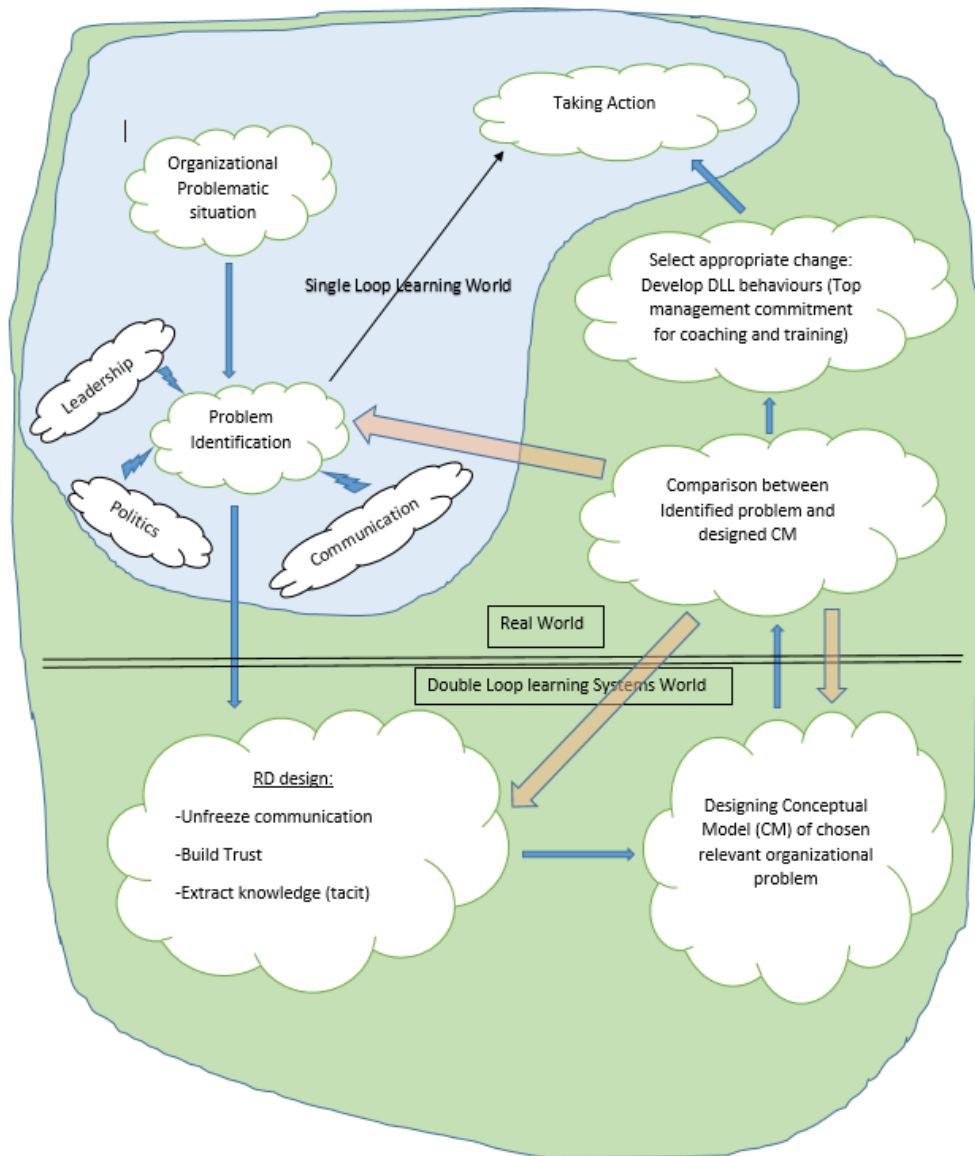 Taking Action
Organizational
Problematic
situation
Single Loop Learning World
Select appropriate change:
Develop DLL behaviours (Top
management commitment
for coaching and training)
Leadership
Problem
Identification
Politics
Communication
Comparison between
Identified problem and
designed CM
Real World
Double Loop learning Systems World
RD design:
-Unfreeze communication
-Build Trust
-Extract knowledge (tacit)
Designing Conceptual
Model (CM) of chosen
relevant organizational
problem